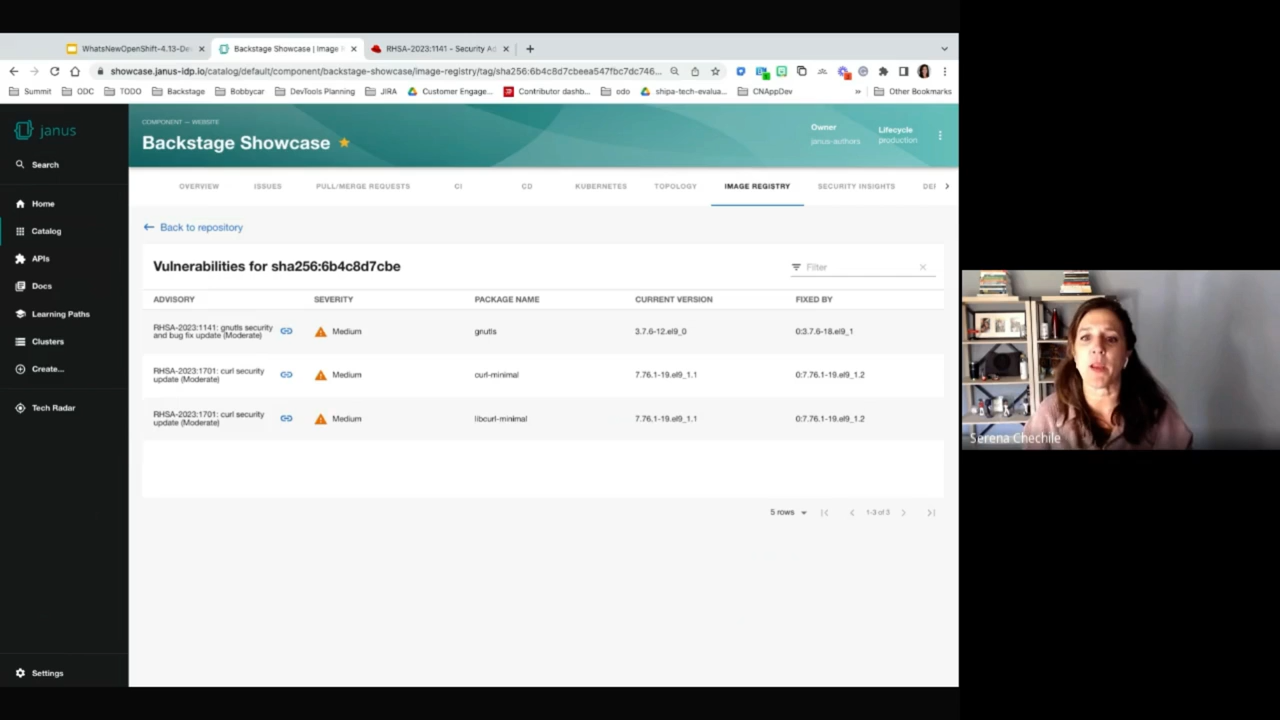 WhatsNewOpenShift-4.13-De
Backstage Showcase | Image R
RHSA-2023:1141 - Security Ad
showcase.janus-idp.io/catalog/default/component/backstage-showcase/image-registry/tag/sha256:6b4c8d7cbeea547fbc7dc746...
Summit
ODC
TODO
Backstage
Bobbycar
DevTools Planning
JIRA
Customer Engage...
Contributor dashb...
odo
shipa-tech-evalua...
CNAppDev
»
Other Bookmarks
janus
Search
Home
Catalog
APIs
Docs
Learning Paths
Clusters
Create...
Tech Radar
Settings
COMPONENT — WEBSITE
Backstage Showcase
Owner
janus-authors
Lifecycle
production
OVERVIEW
ISSUES
PULL/MERGE REQUESTS
CI
CD
KUBERNETES
TOPOLOGY
IMAGE REGISTRY
SECURITY INSIGHTS
Back to repository
Vulnerabilities for sha256:6b4c8d7cbe
Filter
ADVISORY SEVERITY PACKAGE NAME CURRENT VERSION FIXED BY
RHSA-2023:1141: gnutls security
and bug fix update (Moderate)
Medium gnutls 3.7.6-12.el9_0 0:3.7.6-18.el9_1
RHSA-2023:1701: curl security
update (Moderate)
Medium curl-minimal 7.76.1-19.el9_1.1 0:7.76.1-19.el9_1.2
RHSA-2023:1701: curl security
update (Moderate)
Medium libcurl-minimal 7.76.1-19.el9_1.1 0:7.76.1-19.el9_1.2
5 rows
1-3 of 3
Serena Chechile